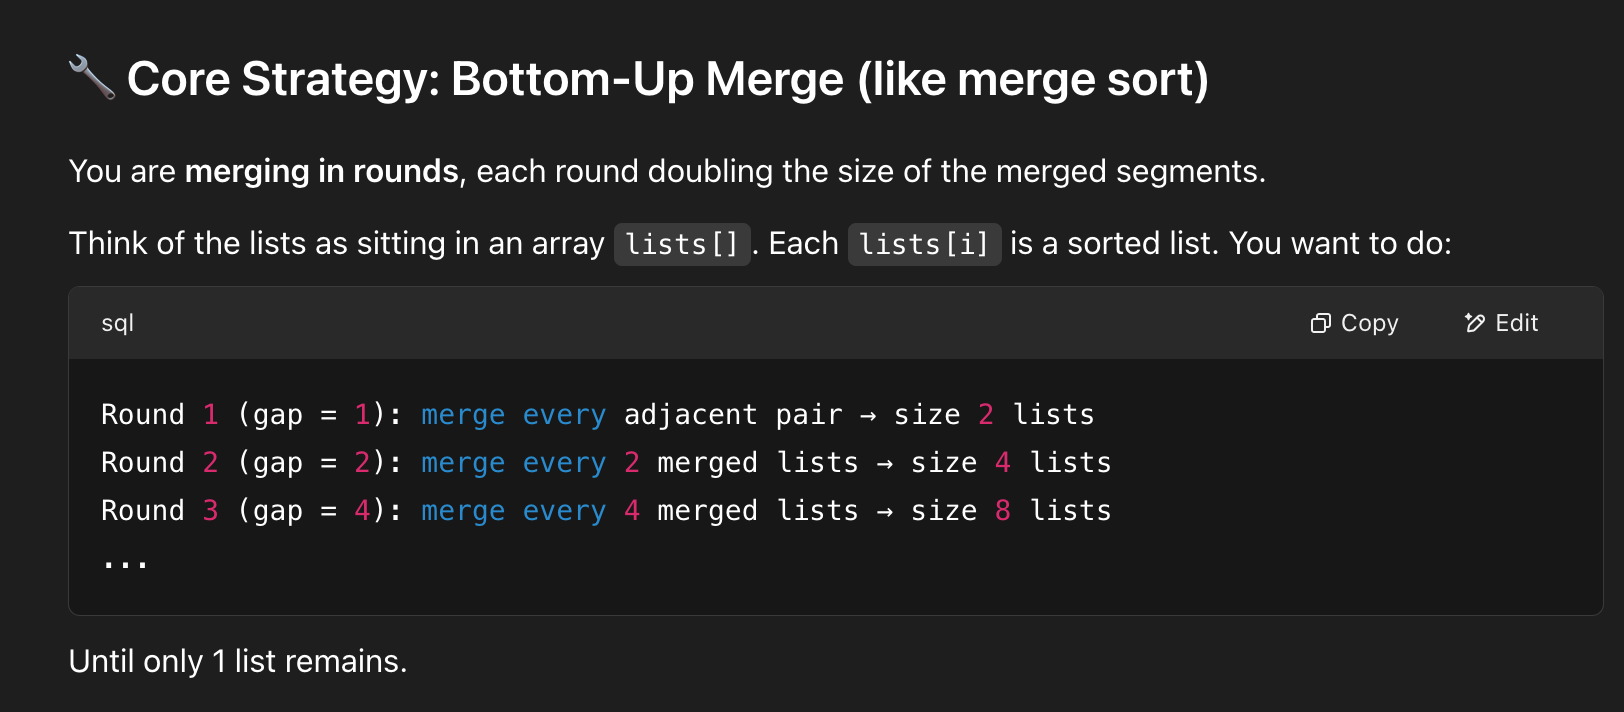 🔧 Core Strategy: Bottom-Up Merge (like merge sort)
You are merging in rounds, each round doubling the size of the merged segments.
Think of the lists as sitting in an array lists[]. Each lists[i] is a sorted list. You want to do:
sql Copy Edit
Round 1 (gap = 1): merge every adjacent pair → size 2 lists
Round 2 (gap = 2): merge every 2 merged lists → size 4 lists
Round 3 (gap = 4): merge every 4 merged lists → size 8 lists
...
Until only 1 list remains.